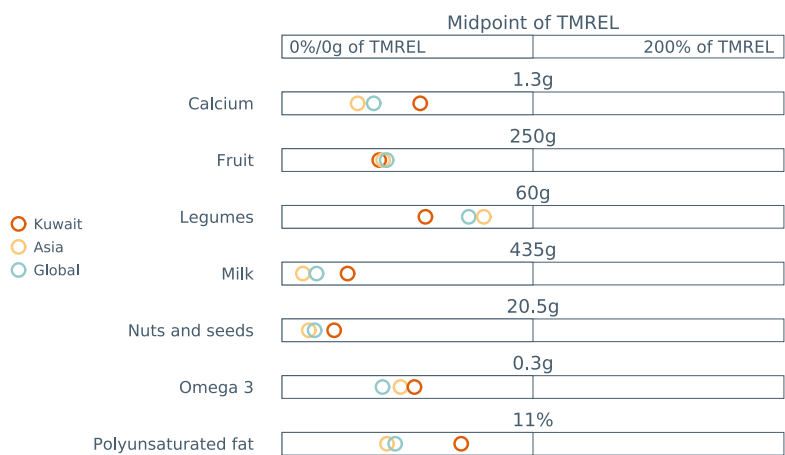 Midpoint of TMREL
0%/0g of TMREL 200% of TMREL
1.3g
Calcium
250g
Fruit
60g
Legumes
Kuwait
Asia
Global
435g
Milk
20.5g
Nuts and seeds
0.3g
Omega 3
11%
Polyunsaturated fat